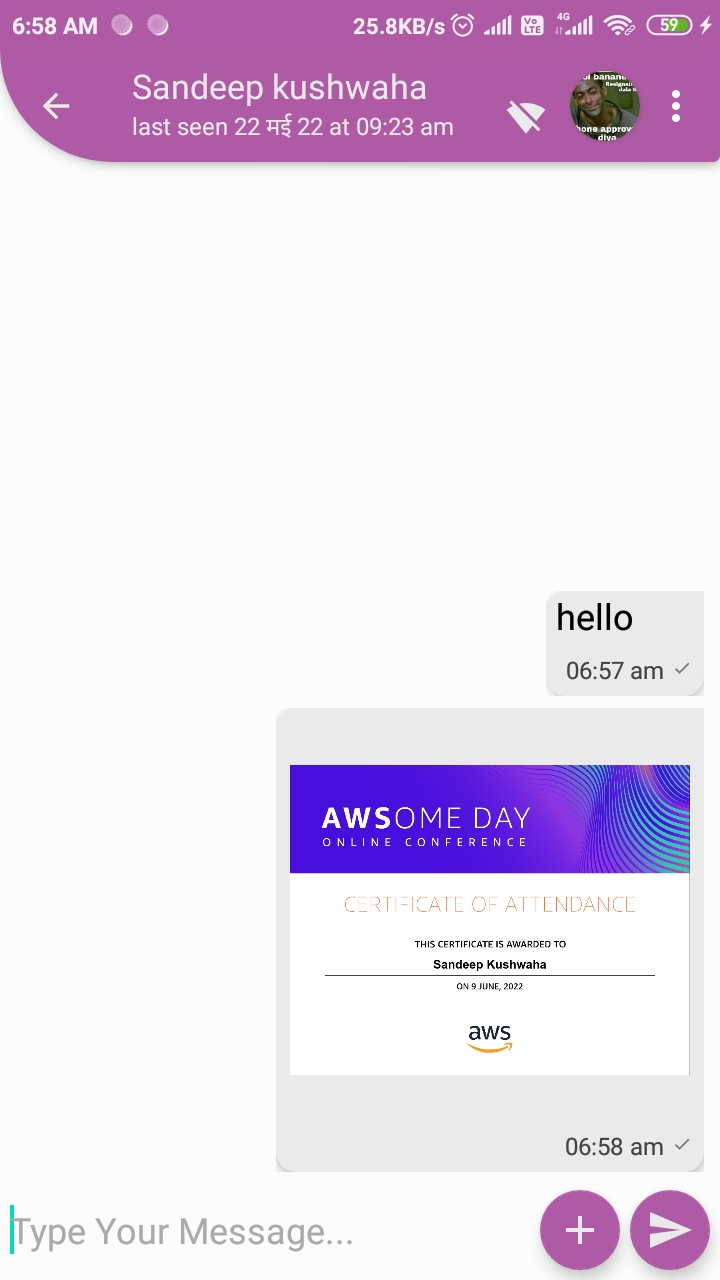 6:58 AM 25.8KB/s Vo LTE 4G 59
Sandeep kushwaha
last seen 22 मई 22 at 09:23 am
hello
06:57 am
AWSOME DAY
ONLINE CONFERENCE
CERTIFICATE OF ATTENDANCE
THIS CERTIFICATE IS AWARDED TO
Sandeep Kushwaha
ON 9 JUNE, 2022
aws
06:58 am
Type Your Message...